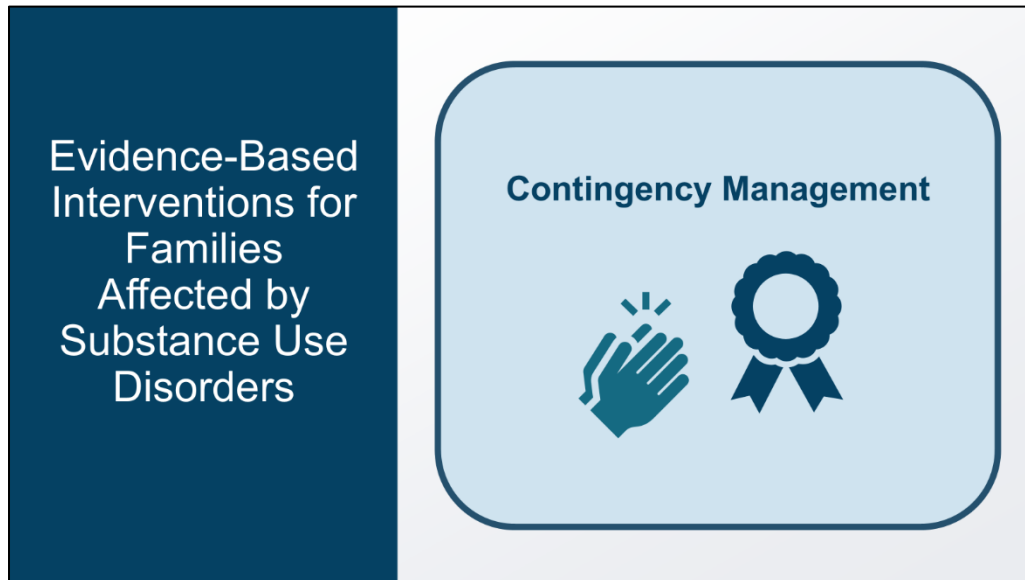 Evidence-Based
Interventions for
Families
Affected by
Substance Use
Disorders
Contingency Management